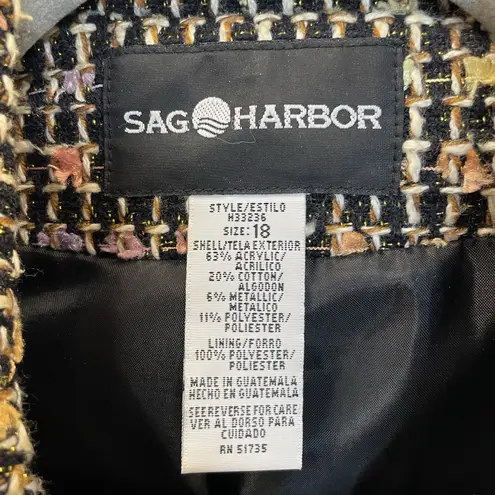 SAG HARBOR
STYLE/ESTILO
H33236
SIZE: 18
SHELL/TELA EXTERIOR
63% ACRYLIC/
ACRILICO
20% COTTON/
ALGODON
6% METALLIC/
METALICO
11% POLYESTER/
POLIESTER
LINING/FORRO
100% POLYESTER/
POLIESTER
MADE IN GUATEMALA
HECHO EN GUATEMALA
SEE REVERSE FOR CARE
VER AL DORSO PARA
CUIDADO
RN 51735